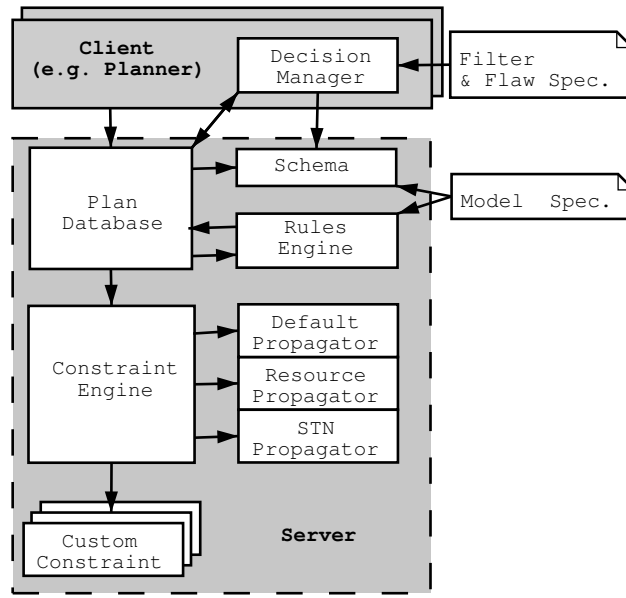 Client
(e.g. Planner)
Decision
Manager
Filter
& Flaw Spec.
Schema
Plan
Database
Model Spec.
Rules
Engine
Default
Propagator
Constraint
Engine
Resource
Propagator
STN
Propagator
Server
Custom
Constraint